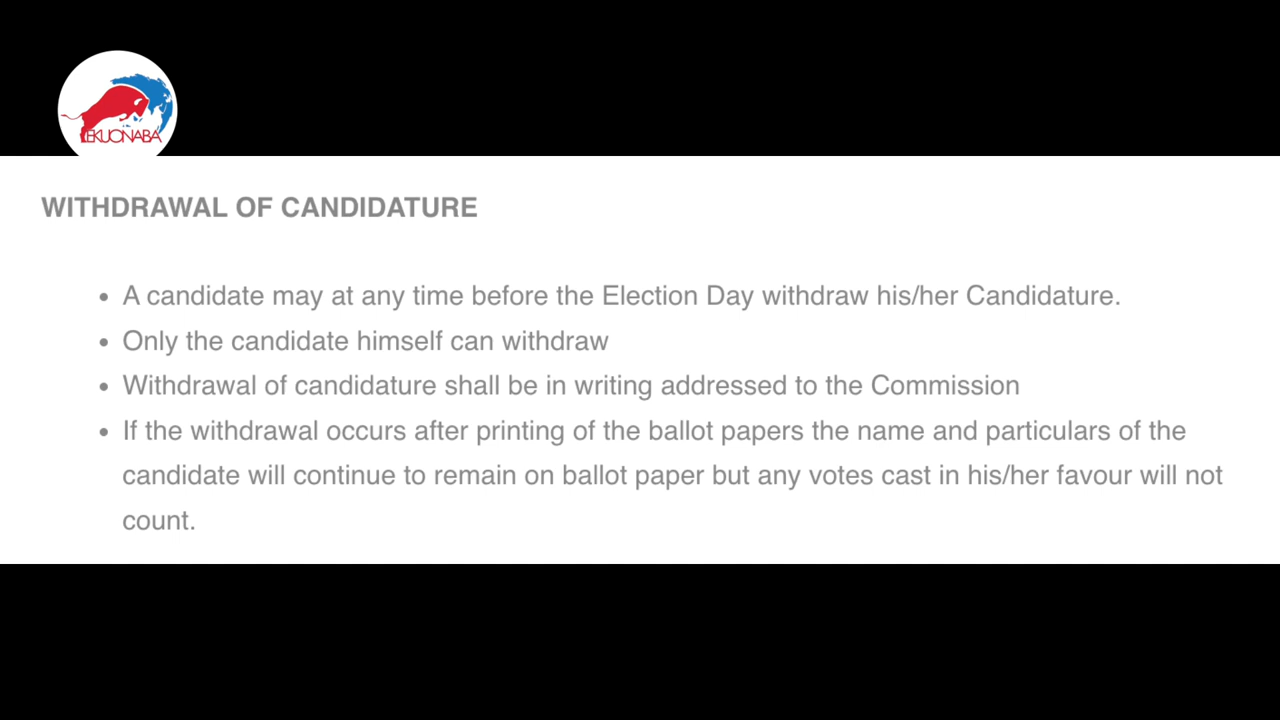 EKUONABA
WITHDRAWAL OF CANDIDATURE
• A candidate may at any time before the Election Day withdraw his/her Candidature.
• Only the candidate himself can withdraw
• Withdrawal of candidature shall be in writing addressed to the Commission
• If the withdrawal occurs after printing of the ballot papers the name and particulars of the
candidate will continue to remain on ballot paper but any votes cast in his/her favour will not
count.